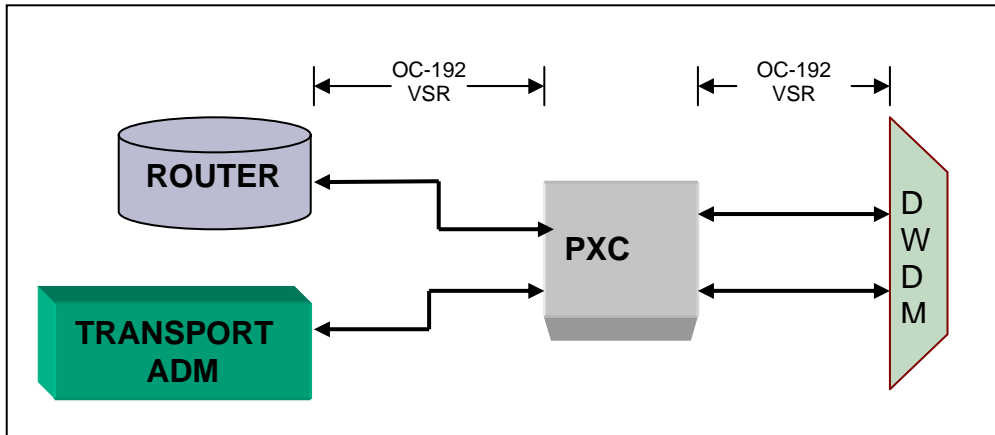 OC-192
VSR
OC-192
VSR
ROUTER
PXC
TRANSPORT
ADM
D
W
D
M